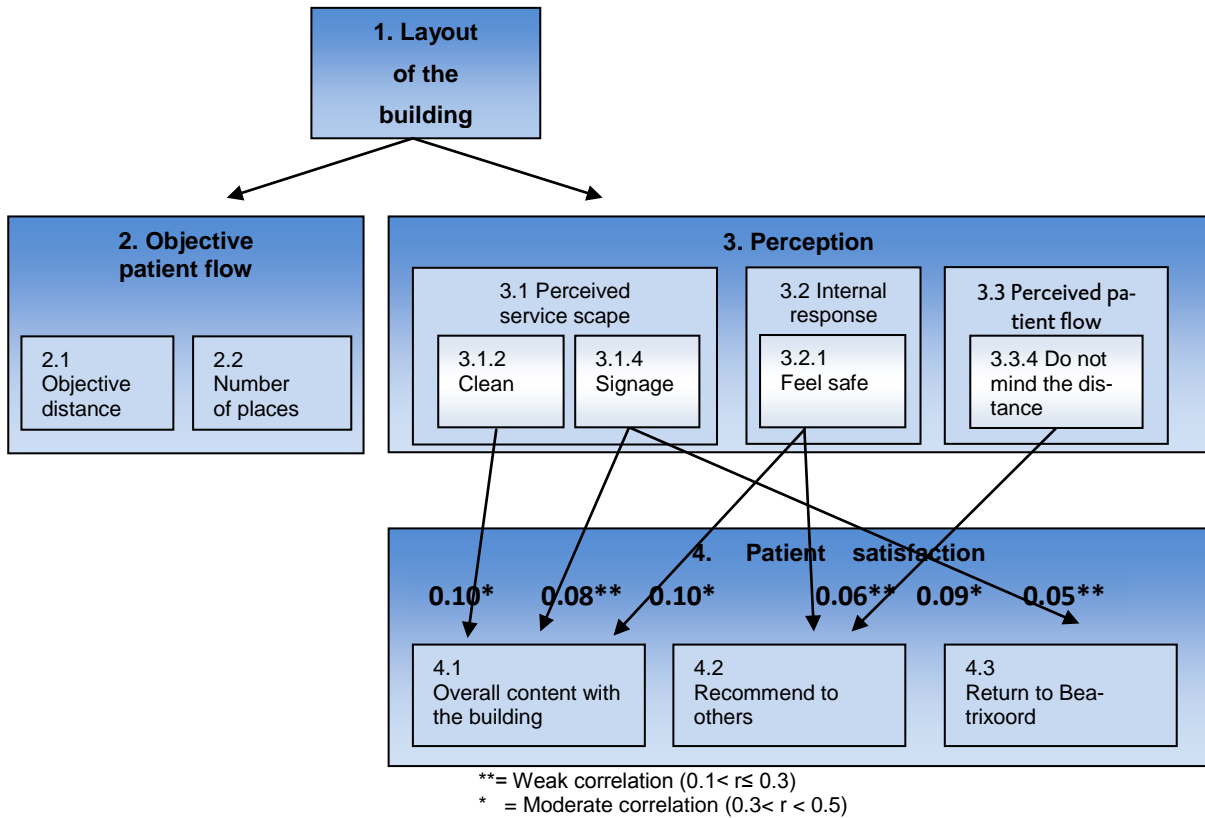 1. Layout
of the
building
2. Objective
patient flow
2.1
Objective
distance
2.2
Number
of places
3. Perception
3.1 Perceived
service scape
3.1.2
Clean
3.1.4
Signage
3.2 Internal
response
3.2.1
Feel safe
3.3 Perceived pa-
tient flow
3.3.4 Do not
mind the dis-
tance
4. Patient satisfaction
0.10* 0.08** 0.10* 0.06** 0.09* 0.05**
4.1
Overall content with
the building
4.2
Recommend to
others
4.3
Return to Bea-
trixoord
**= Weak correlation (0.1< r≤ 0.3)
* = Moderate correlation (0.3< r < 0.5)